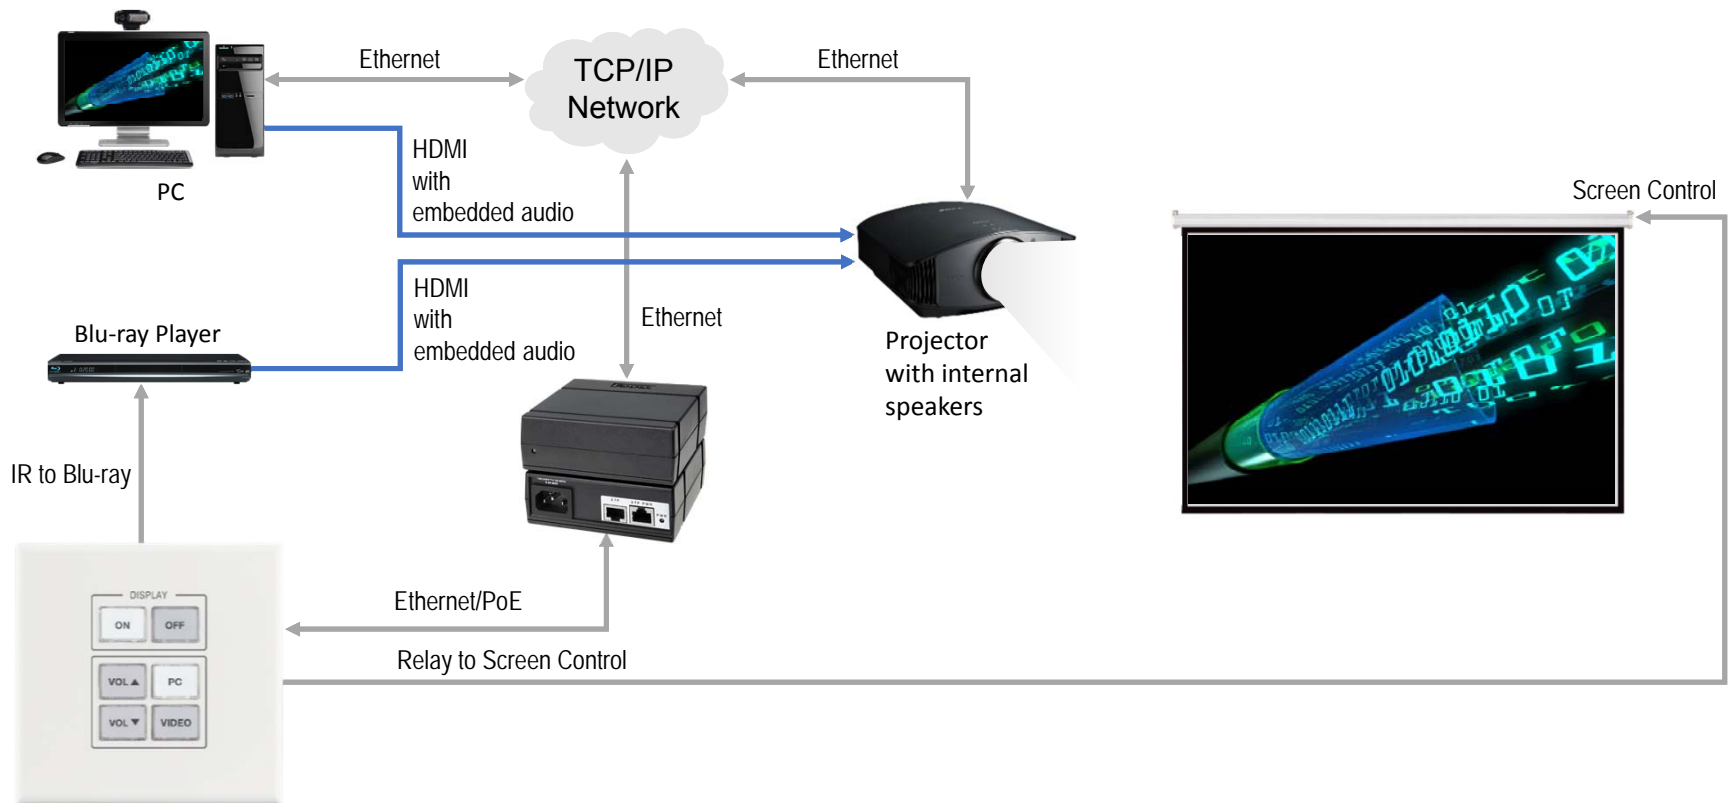 Ethernet
TCP/IP
Network
Ethernet
HDMI
with
embedded audio
PC
Screen Control
HDMI
with
embedded audio
Ethernet
Blu-ray Player
Projector
with internal
speakers
IR to Blu-ray
DISPLAY
ON OFF
VOL ▲ PC
VOL ▼ VIDEO
Ethernet/PoE
Relay to Screen Control